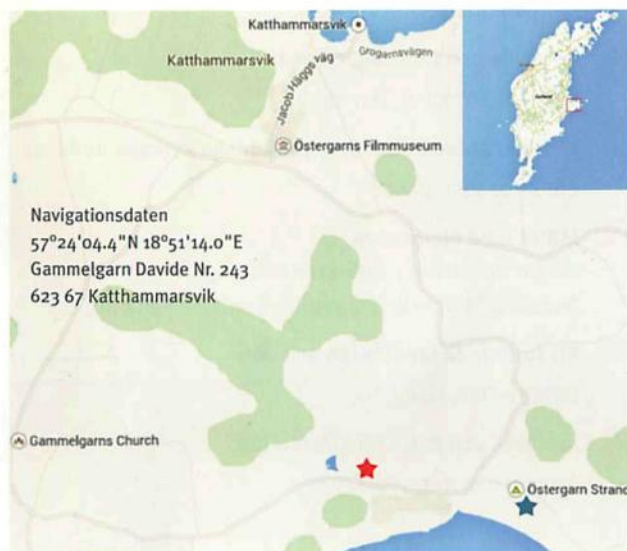 Katthammarsvik
Grogarnsvägen
Katthammarsvik
Jacob Häggs väg
Östergarns Filmmuseum
Navigationsdaten
57°24'04.4"N 18°51'14.0"E
Gammelgarn Davide Nr. 243
623 67 Katthammarsvik
Gammelgarns Church
Östergarn Strand